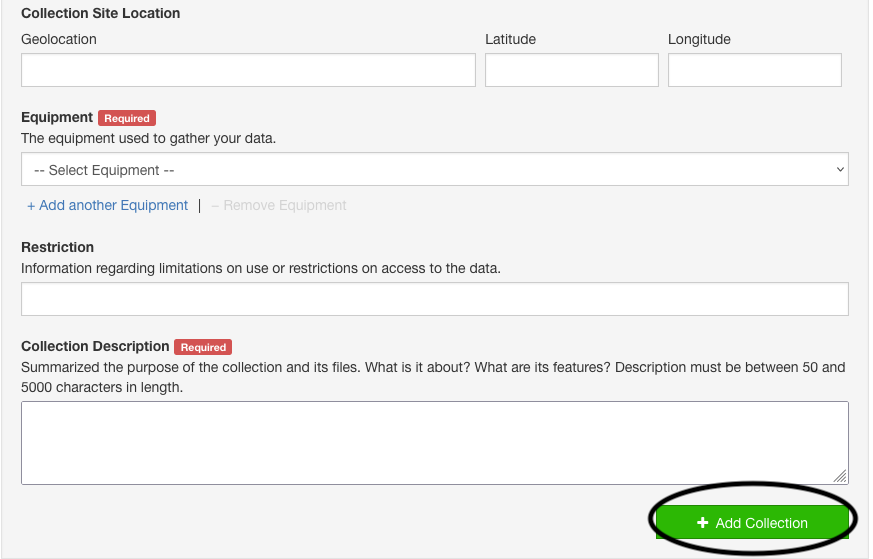 Collection Site Location
Geolocation Latitude Longitude
Equipment Required
The equipment used to gather your data.
-- Select Equipment --
+ Add another Equipment | – Remove Equipment
Restriction
Information regarding limitations on use or restrictions on access to the data.
Collection Description Required
Summarized the purpose of the collection and its files. What is it about? What are its features? Description must be between 50 and
5000 characters in length.
+ Add Collection